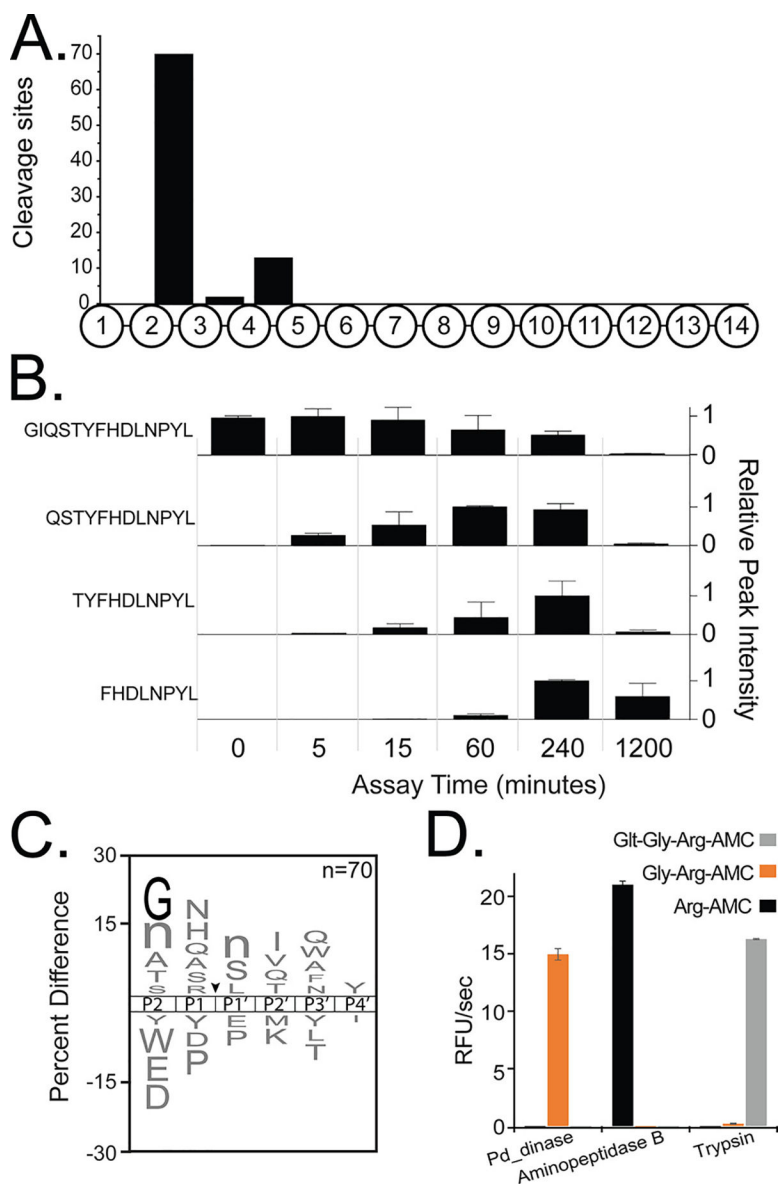 A.
Cleavage sites
70
60
50
40
30
20
10
0
1 2 3 4 5 6 7 8 9 10 11 12 13 14
B.
GIQSTYFHDLNPYL
1
0
QSTYFHDLNPYL
1
0
TYFHDLNPYL
1
0
FHDLNPYL
1
0
Relative Peak Intensity
0 5 15 60 240 1200
Assay Time (minutes)
C.
Percent Difference
30
15
-15
-30
n=70
G N
n H n I Q
A Q S V W
T A L Q A
S S T F
R N Y
P2 P1 P1' P2' P3' P4'
Y Y E M Y I
W D P K L
E P T
D
D.
Glt-Gly-Arg-AMC
Gly-Arg-AMC
Arg-AMC
RFU/sec
20
15
10
5
0
Pd_dinase
Aminopeptidase B
Trypsin